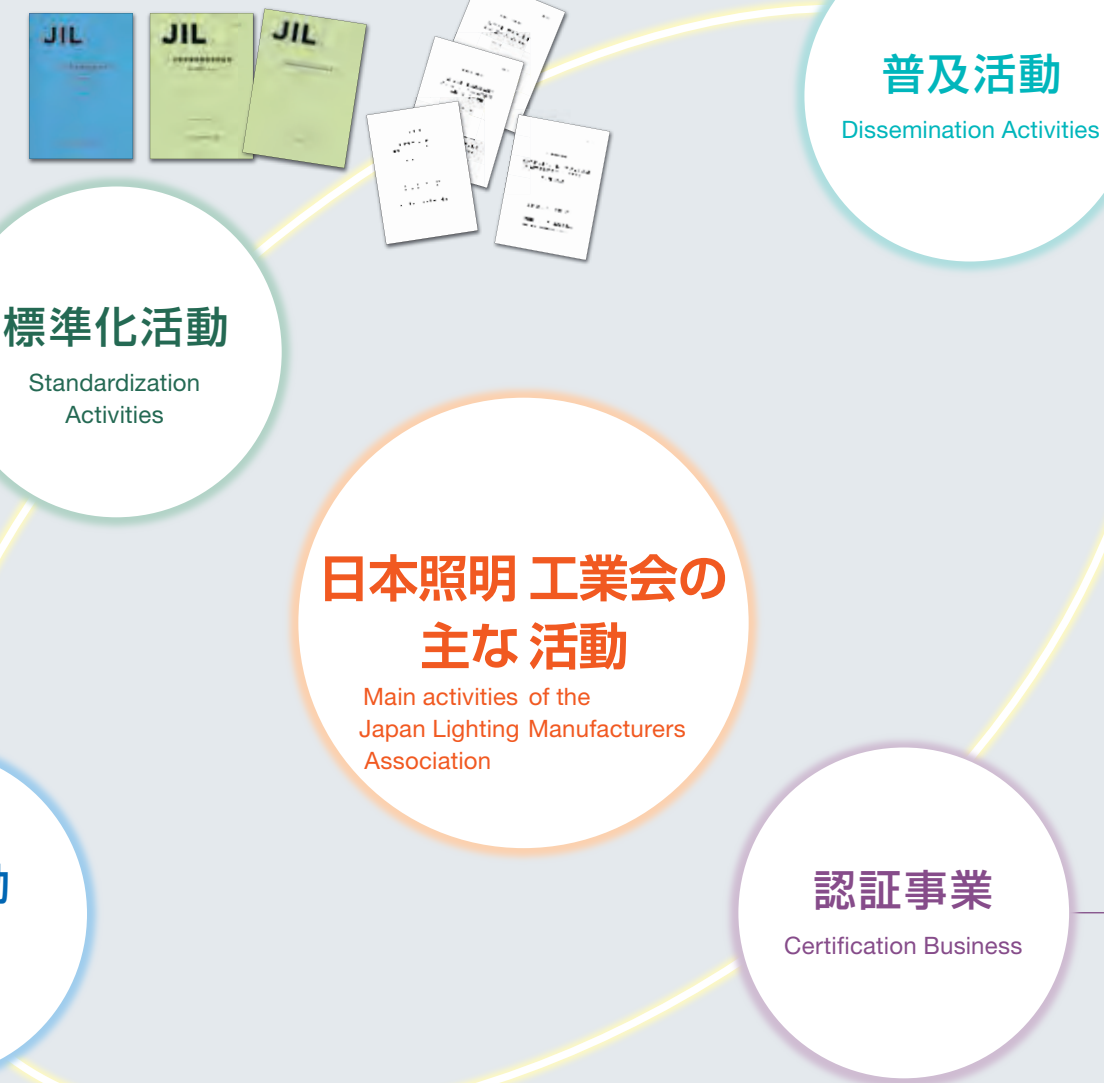 JIL
JIL
JIL
普及活動
Dissemination Activities
標準化活動
Standardization
Activities
日本照明 工業会の
主な 活動
Main activities of the
Japan Lighting Manufacturers
Association
認証事業
Certification Business